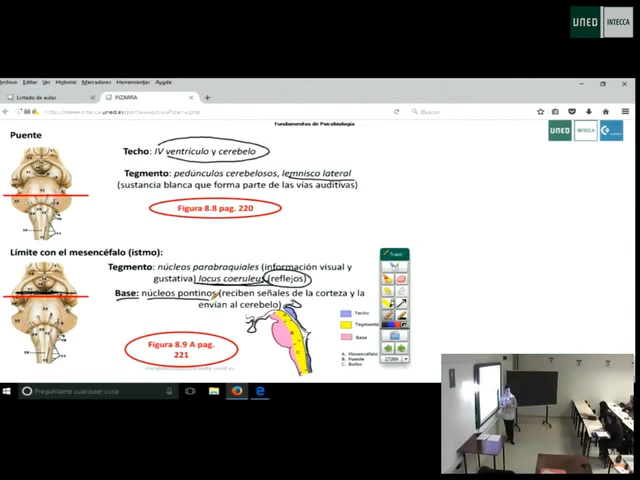 UNED INTECCA
Archivo Editar Ver Historial Marcadores Herramientas Ayuda
Listado de aulas
PIZARRA
Buscar
Fundamentos de Psicobiología
UNED INTECCA
Puente
Techo: IV ventrículo y cerebelo
Tegmento: pedúnculos cerebelosos, lemnisco lateral
(sustancia blanca que forma parte de las vías auditivas)
Figura 8.8 pag. 220
Límite con el mesencéfalo (istmo):
Tegmento: núcleos parabraquiales (información visual y
gustativa) locus coeruleus (reflejos)
Base: núcleos pontinos (reciben señales de la corteza y la
envían al cerebelo)
Figura 8.9 A pag.
221
Techo
Tegmento
Base
A. Mesencéfalo
B. Puente
C. Bulbo
Trazo
Pregúntame cualquier cosa